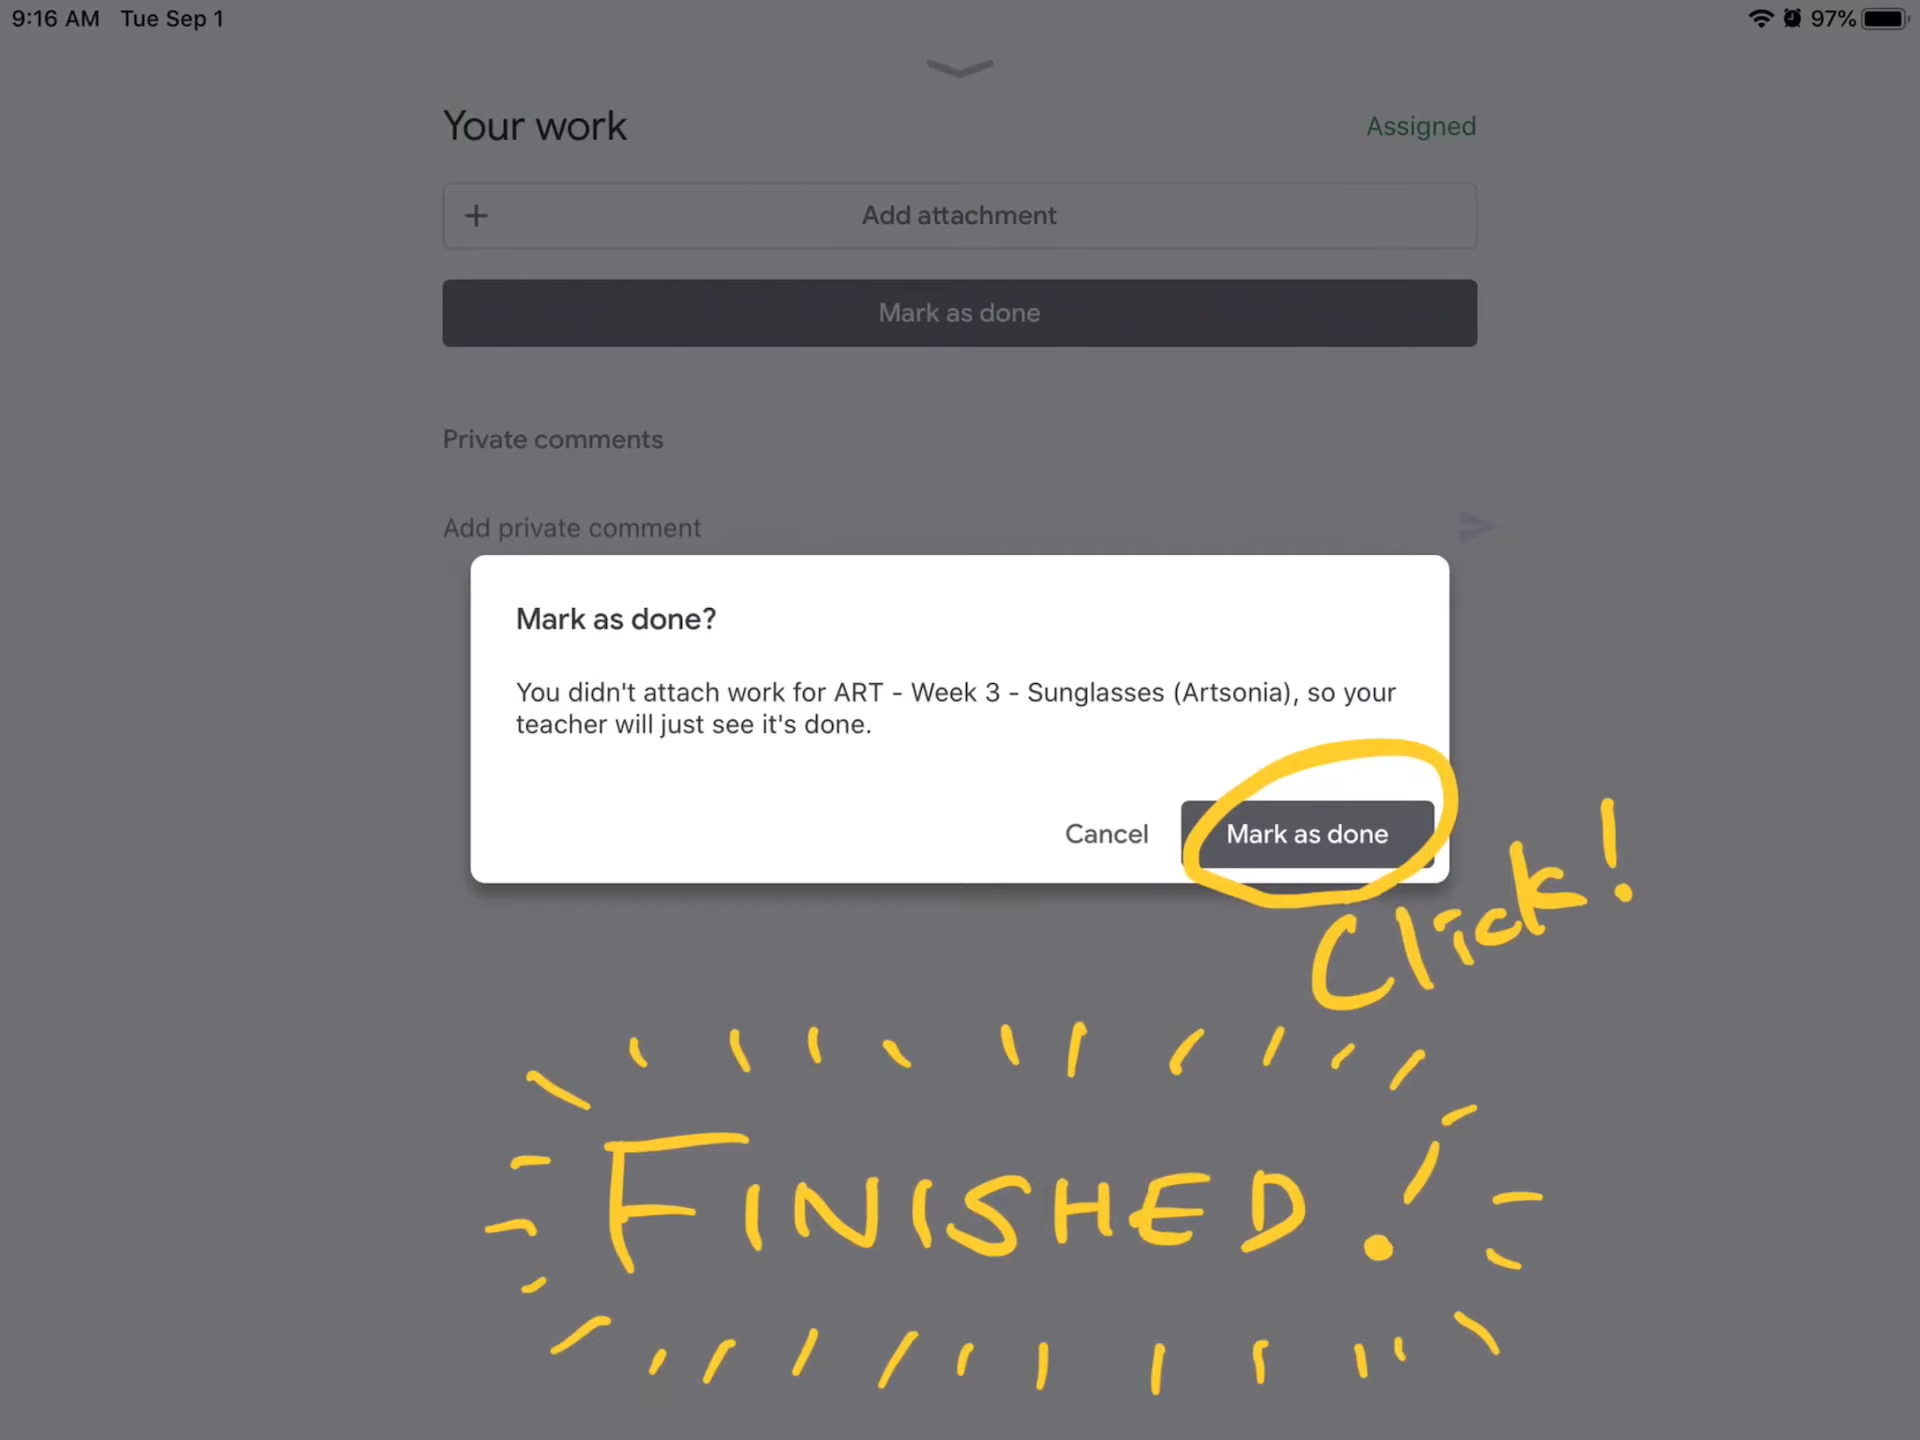 9:16 AM Tue Sep 1 97%
Your work Assigned
+ Add attachment
Mark as done
Private comments
Add private comment
Mark as done?
You didn't attach work for ART - Week 3 - Sunglasses (Artsonia), so your
teacher will just see it's done.
Cancel Mark as done
Click!
FINISHED!